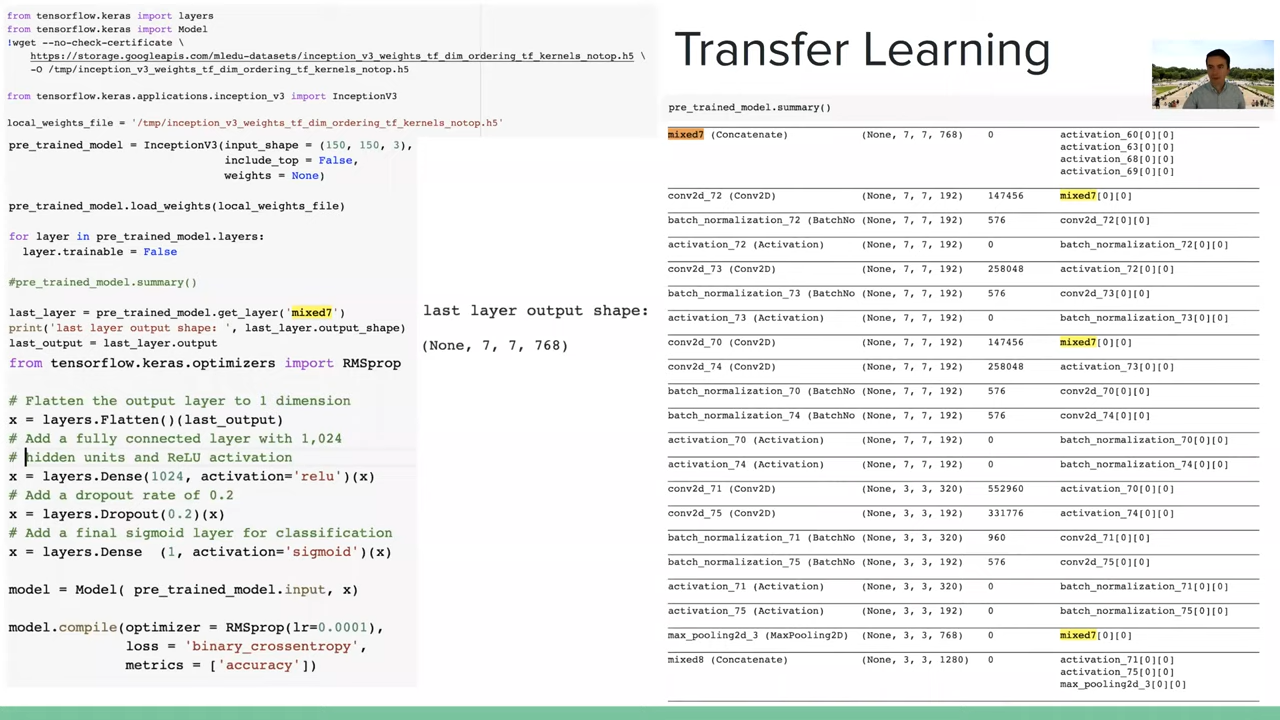 from tensorflow.keras import layers
from tensorflow.keras import Model
!wget --no-check-certificate \
https://storage.googleapis.com/mledu-datasets/inception_v3_weights_tf_dim_ordering_tf_kernels_notop.h5 \
-O /tmp/inception_v3_weights_tf_dim_ordering_tf_kernels_notop.h5
from tensorflow.keras.applications.inception_v3 import InceptionV3
local_weights_file = '/tmp/inception_v3_weights_tf_dim_ordering_tf_kernels_notop.h5'
pre_trained_model = InceptionV3(input_shape = (150, 150, 3),
include_top = False,
weights = None)
pre_trained_model.load_weights(local_weights_file)
for layer in pre_trained_model.layers:
layer.trainable = False
#pre_trained_model.summary()
last_layer = pre_trained_model.get_layer('mixed7')
print('last layer output shape: ', last_layer.output_shape)
last_output = last_layer.output
from tensorflow.keras.optimizers import RMSprop
# Flatten the output layer to 1 dimension
x = layers.Flatten()(last_output)
# Add a fully connected layer with 1,024
# hidden units and ReLU activation
x = layers.Dense(1024, activation='relu')(x)
# Add a dropout rate of 0.2
x = layers.Dropout(0.2)(x)
# Add a final sigmoid layer for classification
x = layers.Dense  (1, activation='sigmoid')(x)
model = Model( pre_trained_model.input, x)
model.compile(optimizer = RMSprop(lr=0.0001),
loss = 'binary_crossentropy',
metrics = ['accuracy'])
last layer output shape:
(None, 7, 7, 768)
Transfer Learning
pre_trained_model.summary()
mixed7 (Concatenate) (None, 7, 7, 768) 0 activation_60[0][0]
activation_63[0][0]
activation_68[0][0]
activation_69[0][0]
conv2d_72 (Conv2D) (None, 7, 7, 192) 147456 mixed7[0][0]
batch_normalization_72 (BatchNo (None, 7, 7, 192) 576 conv2d_72[0][0]
activation_72 (Activation) (None, 7, 7, 192) 0 batch_normalization_72[0][0]
conv2d_73 (Conv2D) (None, 7, 7, 192) 258048 activation_72[0][0]
batch_normalization_73 (BatchNo (None, 7, 7, 192) 576 conv2d_73[0][0]
activation_73 (Activation) (None, 7, 7, 192) 0 batch_normalization_73[0][0]
conv2d_70 (Conv2D) (None, 7, 7, 192) 147456 mixed7[0][0]
conv2d_74 (Conv2D) (None, 7, 7, 192) 258048 activation_73[0][0]
batch_normalization_70 (BatchNo (None, 7, 7, 192) 576 conv2d_70[0][0]
batch_normalization_74 (BatchNo (None, 7, 7, 192) 576 conv2d_74[0][0]
activation_70 (Activation) (None, 7, 7, 192) 0 batch_normalization_70[0][0]
activation_74 (Activation) (None, 7, 7, 192) 0 batch_normalization_74[0][0]
conv2d_71 (Conv2D) (None, 3, 3, 320) 552960 activation_70[0][0]
conv2d_75 (Conv2D) (None, 3, 3, 192) 331776 activation_74[0][0]
batch_normalization_71 (BatchNo (None, 3, 3, 320) 960 conv2d_71[0][0]
batch_normalization_75 (BatchNo (None, 3, 3, 192) 576 conv2d_75[0][0]
activation_71 (Activation) (None, 3, 3, 320) 0 batch_normalization_71[0][0]
activation_75 (Activation) (None, 3, 3, 192) 0 batch_normalization_75[0][0]
max_pooling2d_3 (MaxPooling2D) (None, 3, 3, 768) 0 mixed7[0][0]
mixed8 (Concatenate) (None, 3, 3, 1280) 0 activation_71[0][0]
activation_75[0][0]
max_pooling2d_3[0][0]